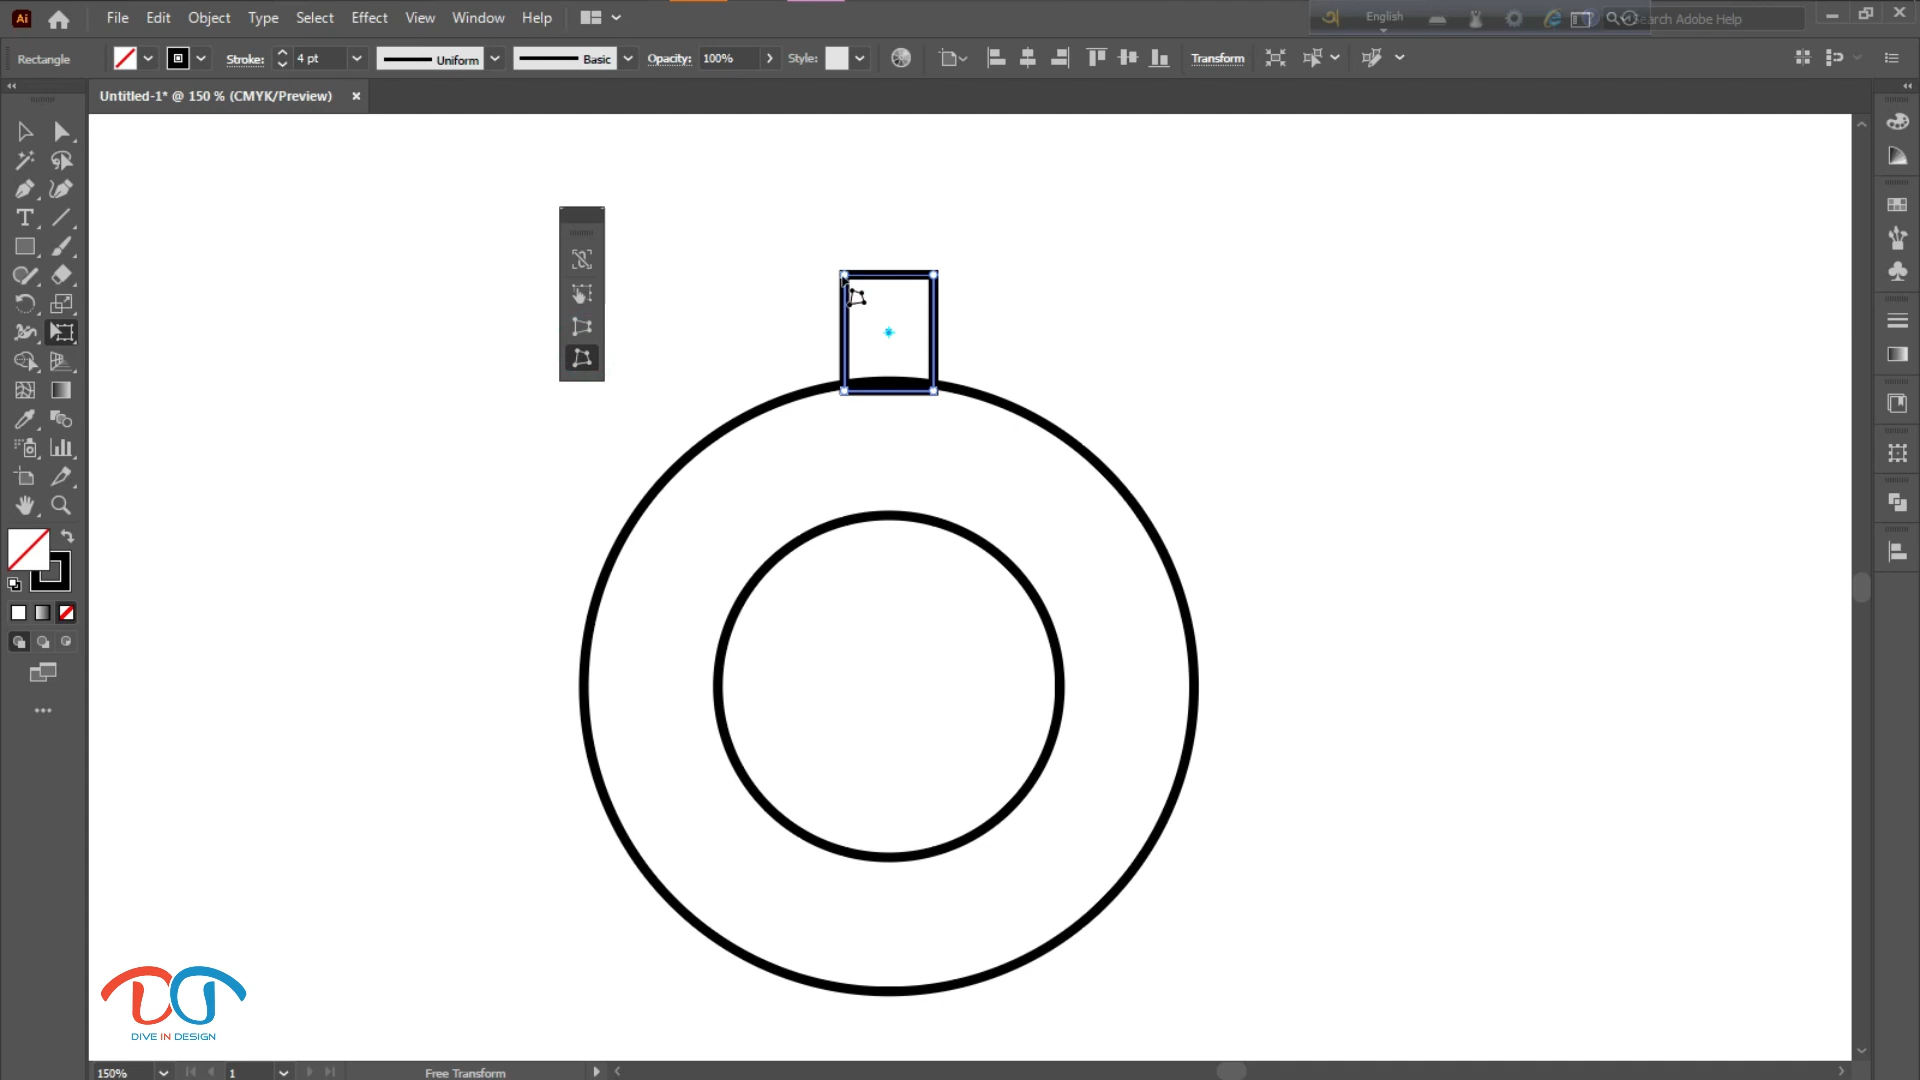 Ai File Edit Object Type Select Effect View Window Help English Search Adobe Help
Rectangle Stroke: 4 pt Uniform Basic Opacity: 100% Style: Transform
Untitled-1* @ 150 % (CMYK/Preview)
DIVE IN DESIGN
150% 1 Free Transform